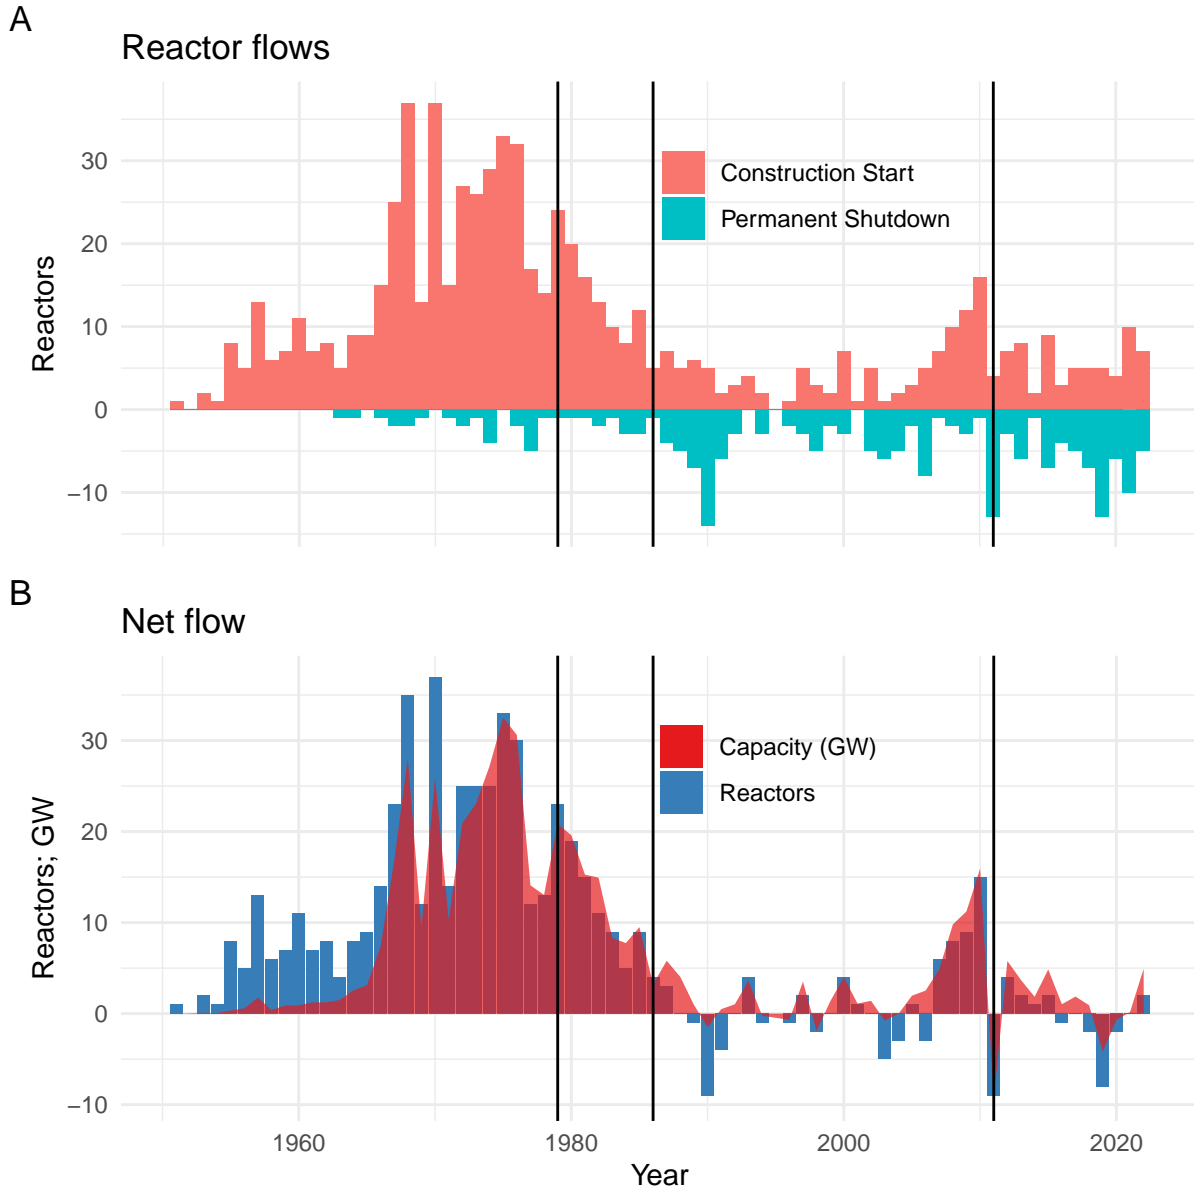 A
Reactor flows
30
20
10
0
−10
Reactors
Construction Start
Permanent Shutdown
B
Net flow
30
20
10
0
−10
Reactors; GW
Capacity (GW)
Reactors
1960
1980
2000
2020
Year